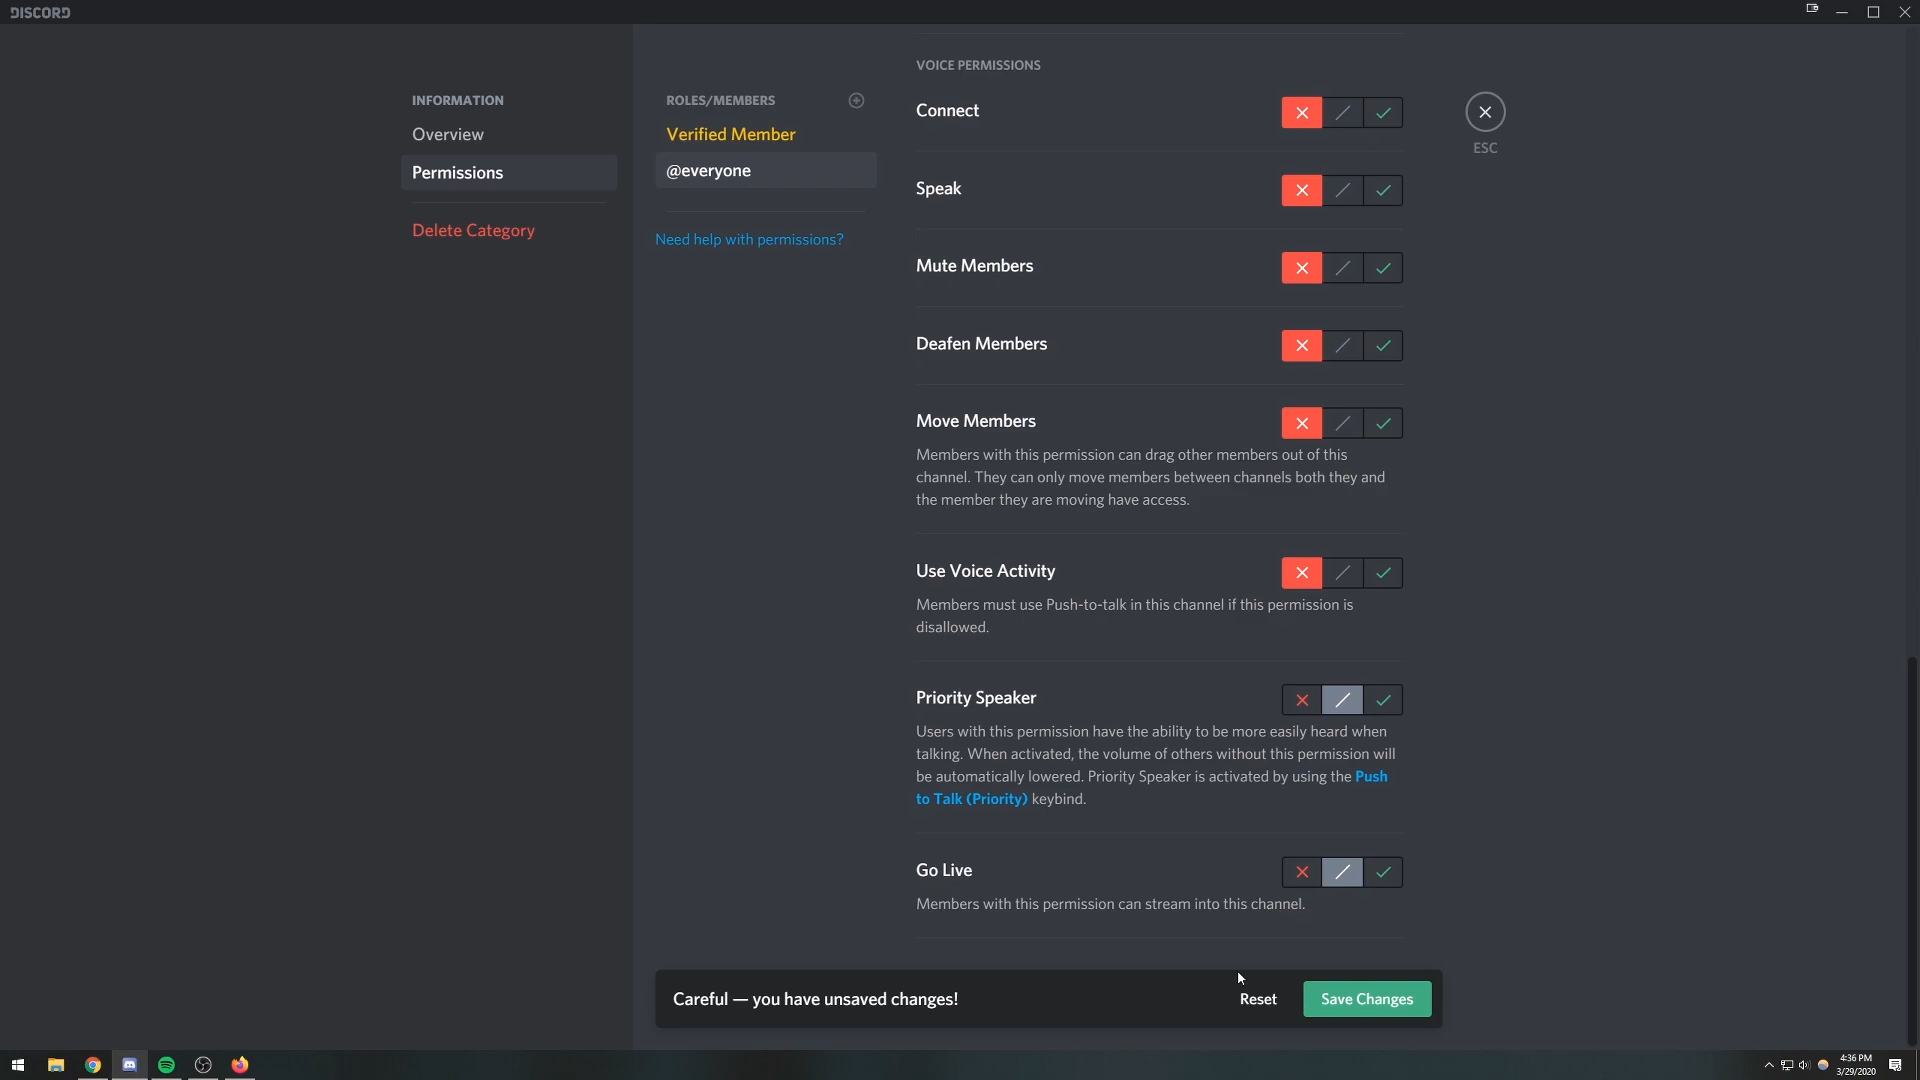 DISCORD
INFORMATION
Overview
Permissions
Delete Category
ROLES/MEMBERS
Verified Member
@everyone
Need help with permissions?
VOICE PERMISSIONS
Connect
Speak
Mute Members
Deafen Members
Move Members
Members with this permission can drag other members out of this
channel. They can only move members between channels both they and
the member they are moving have access.
Use Voice Activity
Members must use Push-to-talk in this channel if this permission is
disallowed.
Priority Speaker
Users with this permission have the ability to be more easily heard when
talking. When activated, the volume of others without this permission will
be automatically lowered. Priority Speaker is activated by using the Push
to Talk (Priority) keybind.
Go Live
Members with this permission can stream into this channel.
ESC
Careful — you have unsaved changes!
Reset
Save Changes
4:36 PM
3/29/2020